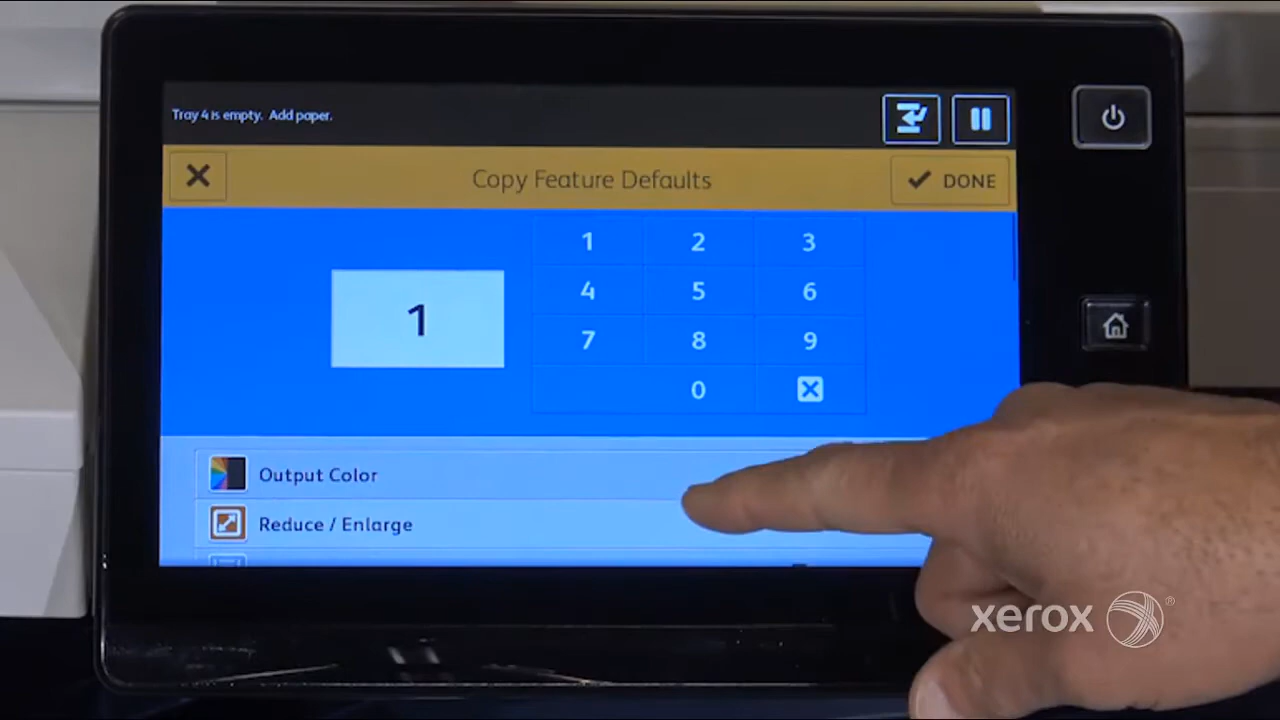 Tray 4 is empty. Add paper.
Copy Feature Defaults
DONE
1
1 2 3
4 5 6
7 8 9
0
Output Color
Reduce / Enlarge
xerox ®